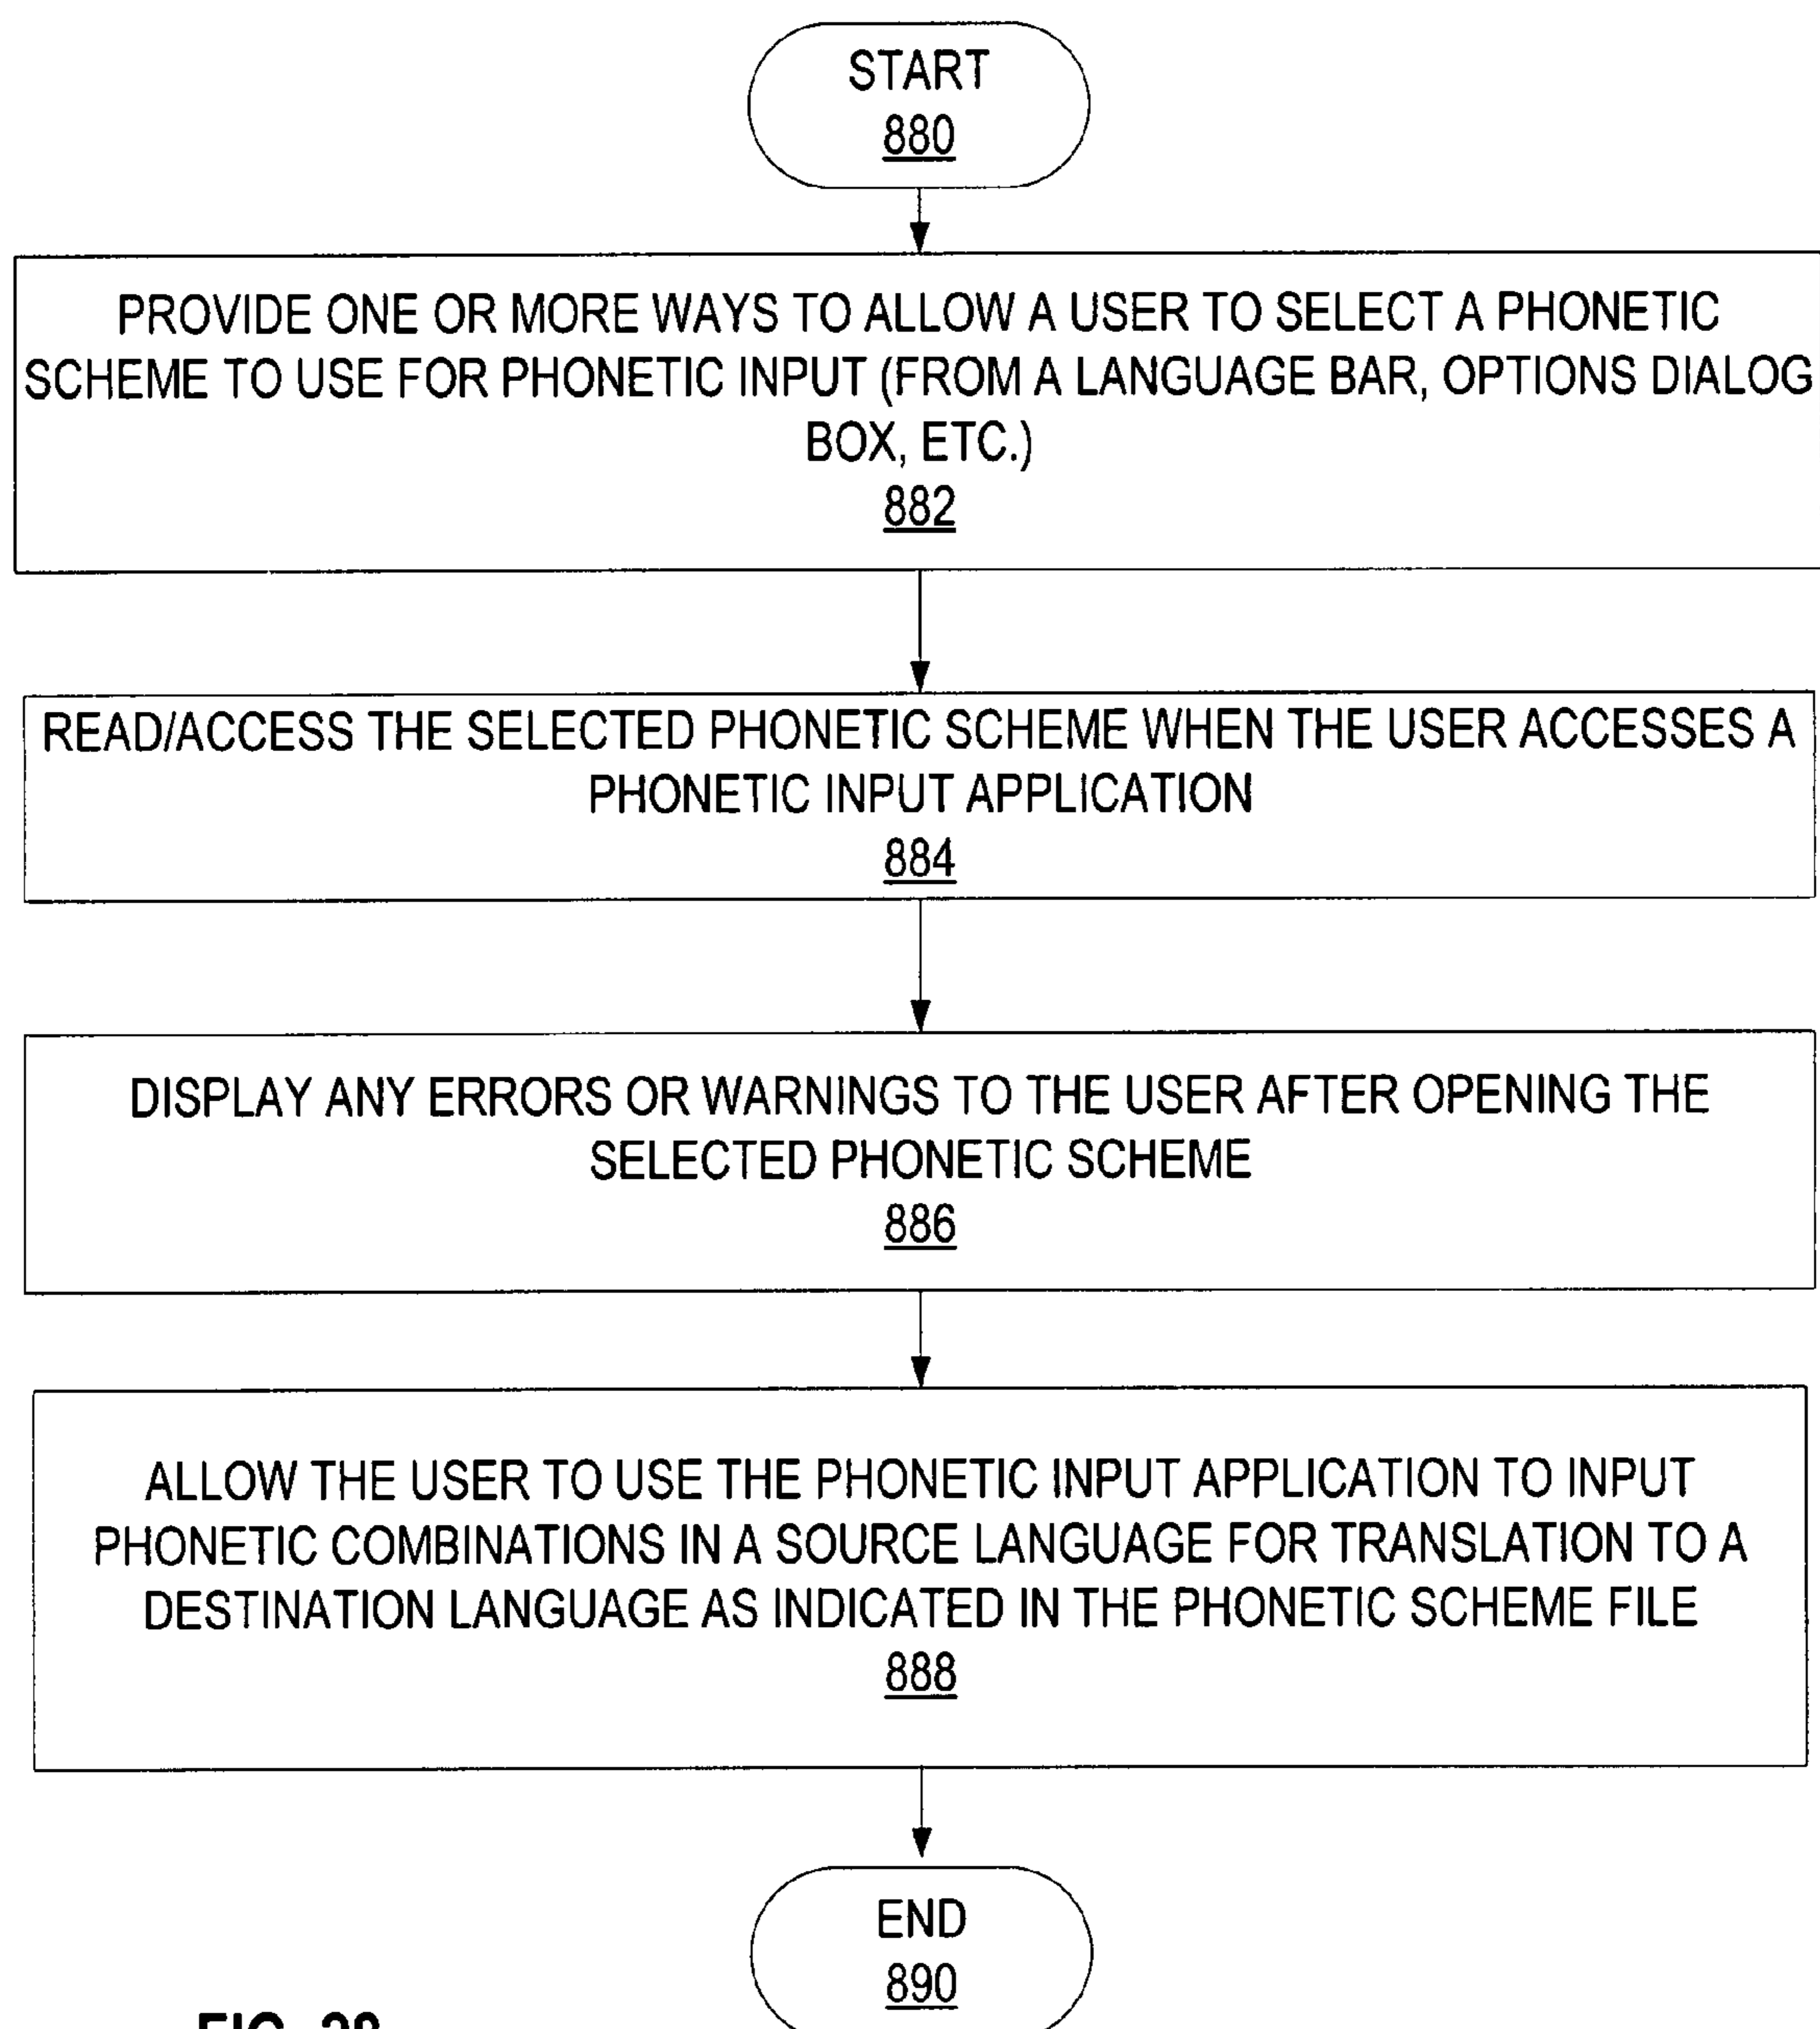 START
880
PROVIDE ONE OR MORE WAYS TO ALLOW A USER TO SELECT A PHONETIC
SCHEME TO USE FOR PHONETIC INPUT (FROM A LANGUAGE BAR, OPTIONS DIALOG
BOX, ETC.)
882
READ/ACCESS THE SELECTED PHONETIC SCHEME WHEN THE USER ACCESSES A
PHONETIC INPUT APPLICATION
884
DISPLAY ANY ERRORS OR WARNINGS TO THE USER AFTER OPENING THE
SELECTED PHONETIC SCHEME
886
ALLOW THE USER TO USE THE PHONETIC INPUT APPLICATION TO INPUT
PHONETIC COMBINATIONS IN A SOURCE LANGUAGE FOR TRANSLATION TO A
DESTINATION LANGUAGE AS INDICATED IN THE PHONETIC SCHEME FILE
888
END
890
FIG.